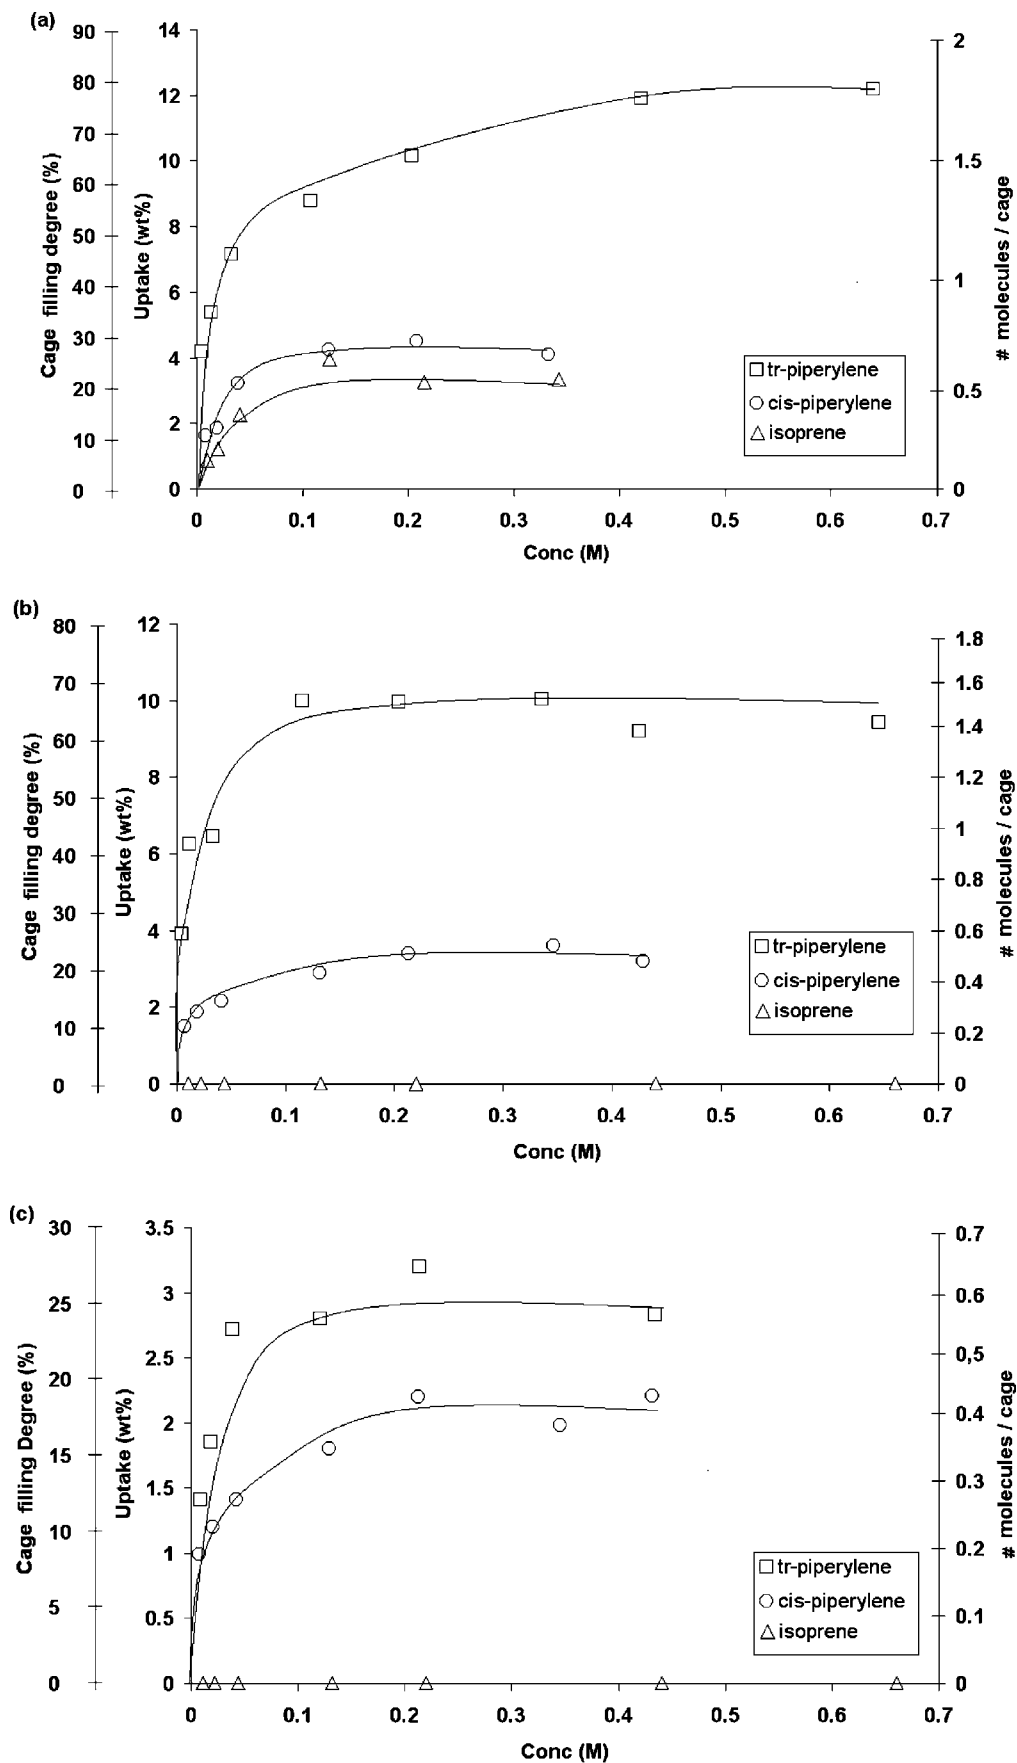 (a)
Cage filling degree (%)
90
80
70
60
50
40
30
20
10
0
Uptake (wt%)
14
12
10
8
6
4
2
0
0 0.1 0.2 0.3 0.4 0.5 0.6 0.7
Conc (M)
2
1.5
1
0.5
0
# molecules / cage
tr-piperylene
cis-piperylene
isoprene
(b)
Cage filling degree (%)
80
70
60
50
40
30
20
10
0
Uptake (wt%)
12
10
8
6
4
2
0
0 0.1 0.2 0.3 0.4 0.5 0.6 0.7
Conc (M)
1.8
1.6
1.4
1.2
1
0.8
0.6
0.4
0.2
0
# molecules / cage
tr-piperylene
cis-piperylene
isoprene
(c)
Cage filling Degree (%)
30
25
20
15
10
5
0
Uptake (wt%)
3.5
3
2.5
2
1.5
1
0.5
0
0 0.1 0.2 0.3 0.4 0.5 0.6 0.7
Conc (M)
0.7
0.6
0,5
0.4
0.3
0.2
0.1
0
# molecules / cage
tr-piperylene
cis-piperylene
isoprene